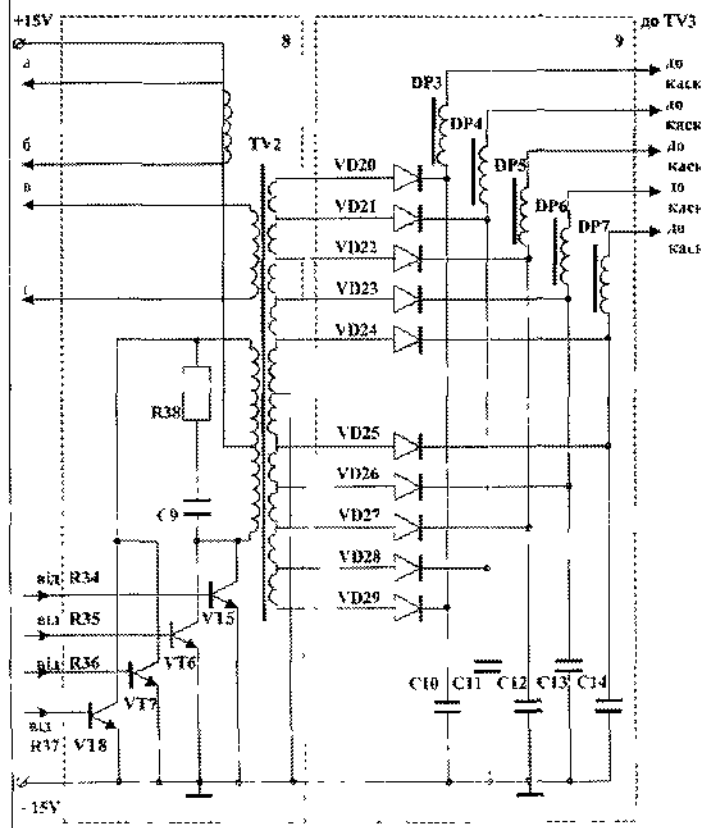 +15V
8
9
до TV3
а
б
в
г
TV2
DP3
DP4
DP5
DP6
DP7
до
каск
до
каск
до
каск
до
каск
до
каск
VD20
VD21
VD22
VD23
VD24
VD25
VD26
VD27
VD28
VD29
R38
C9
від R34
від R35
від R36
від
R37
VT5
VT6
VT7
VT8
C10
C11
C12
C13
C14
- 15V